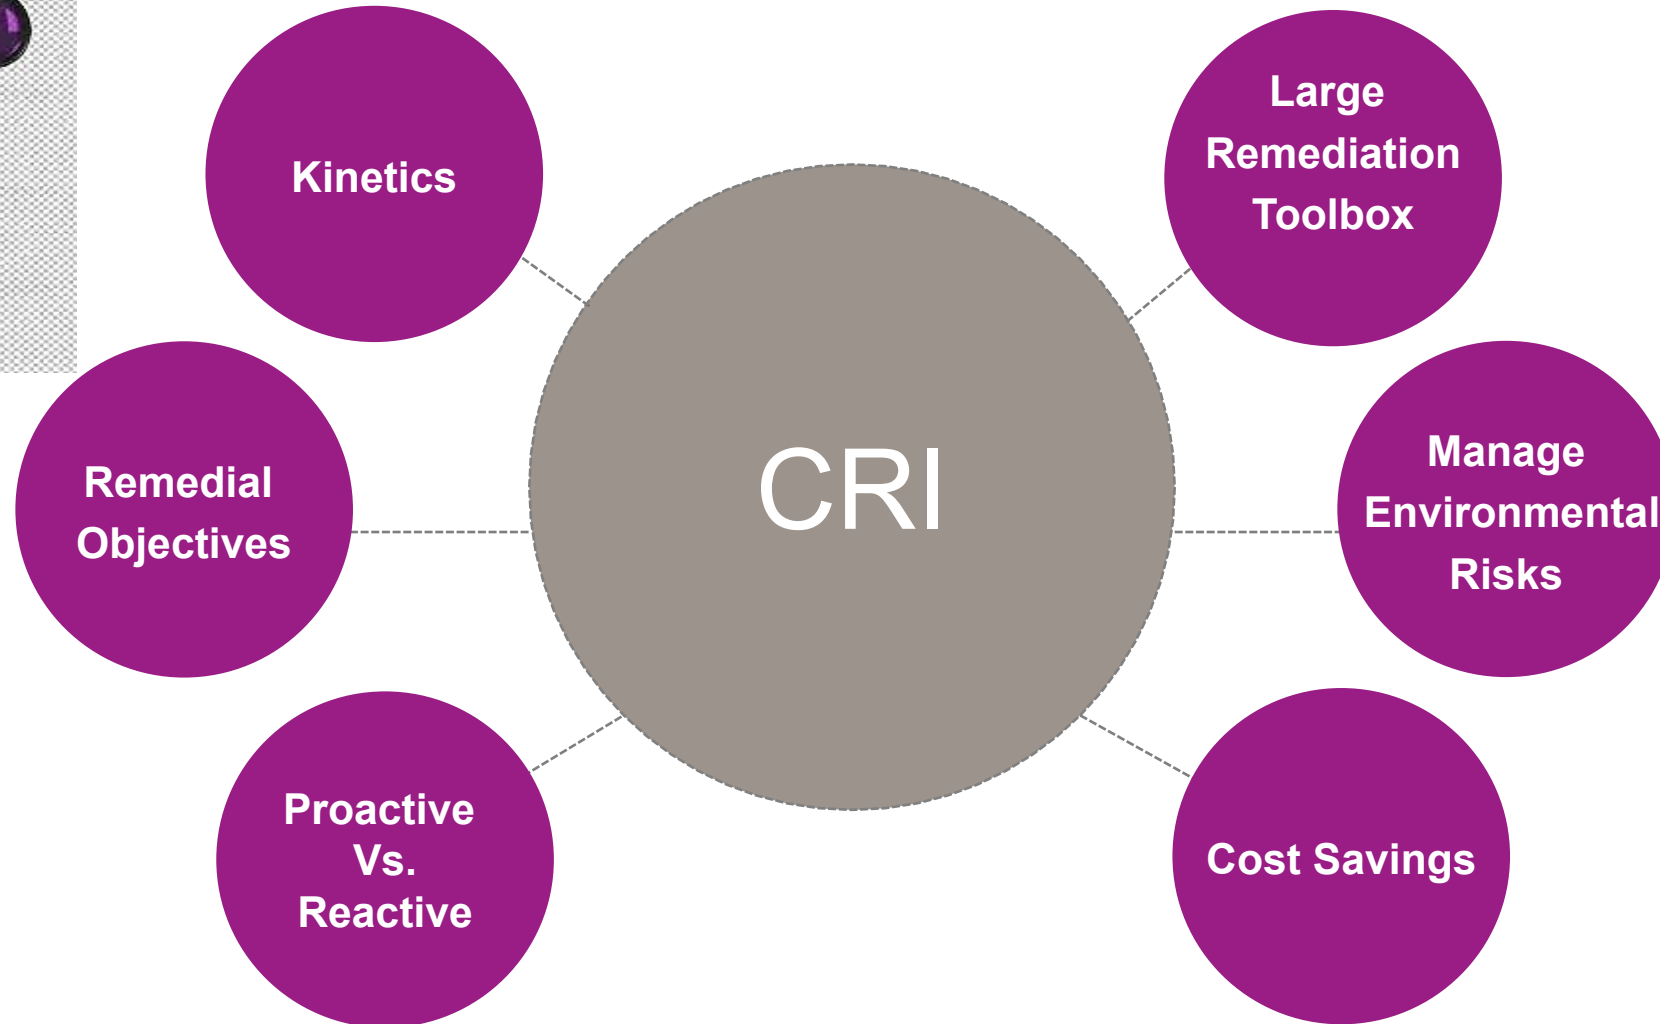 Kinetics
Large
Remediation
Toolbox
CRI
Remedial
Objectives
Manage
Environmental
Risks
Proactive
Vs.
Reactive
Cost Savings